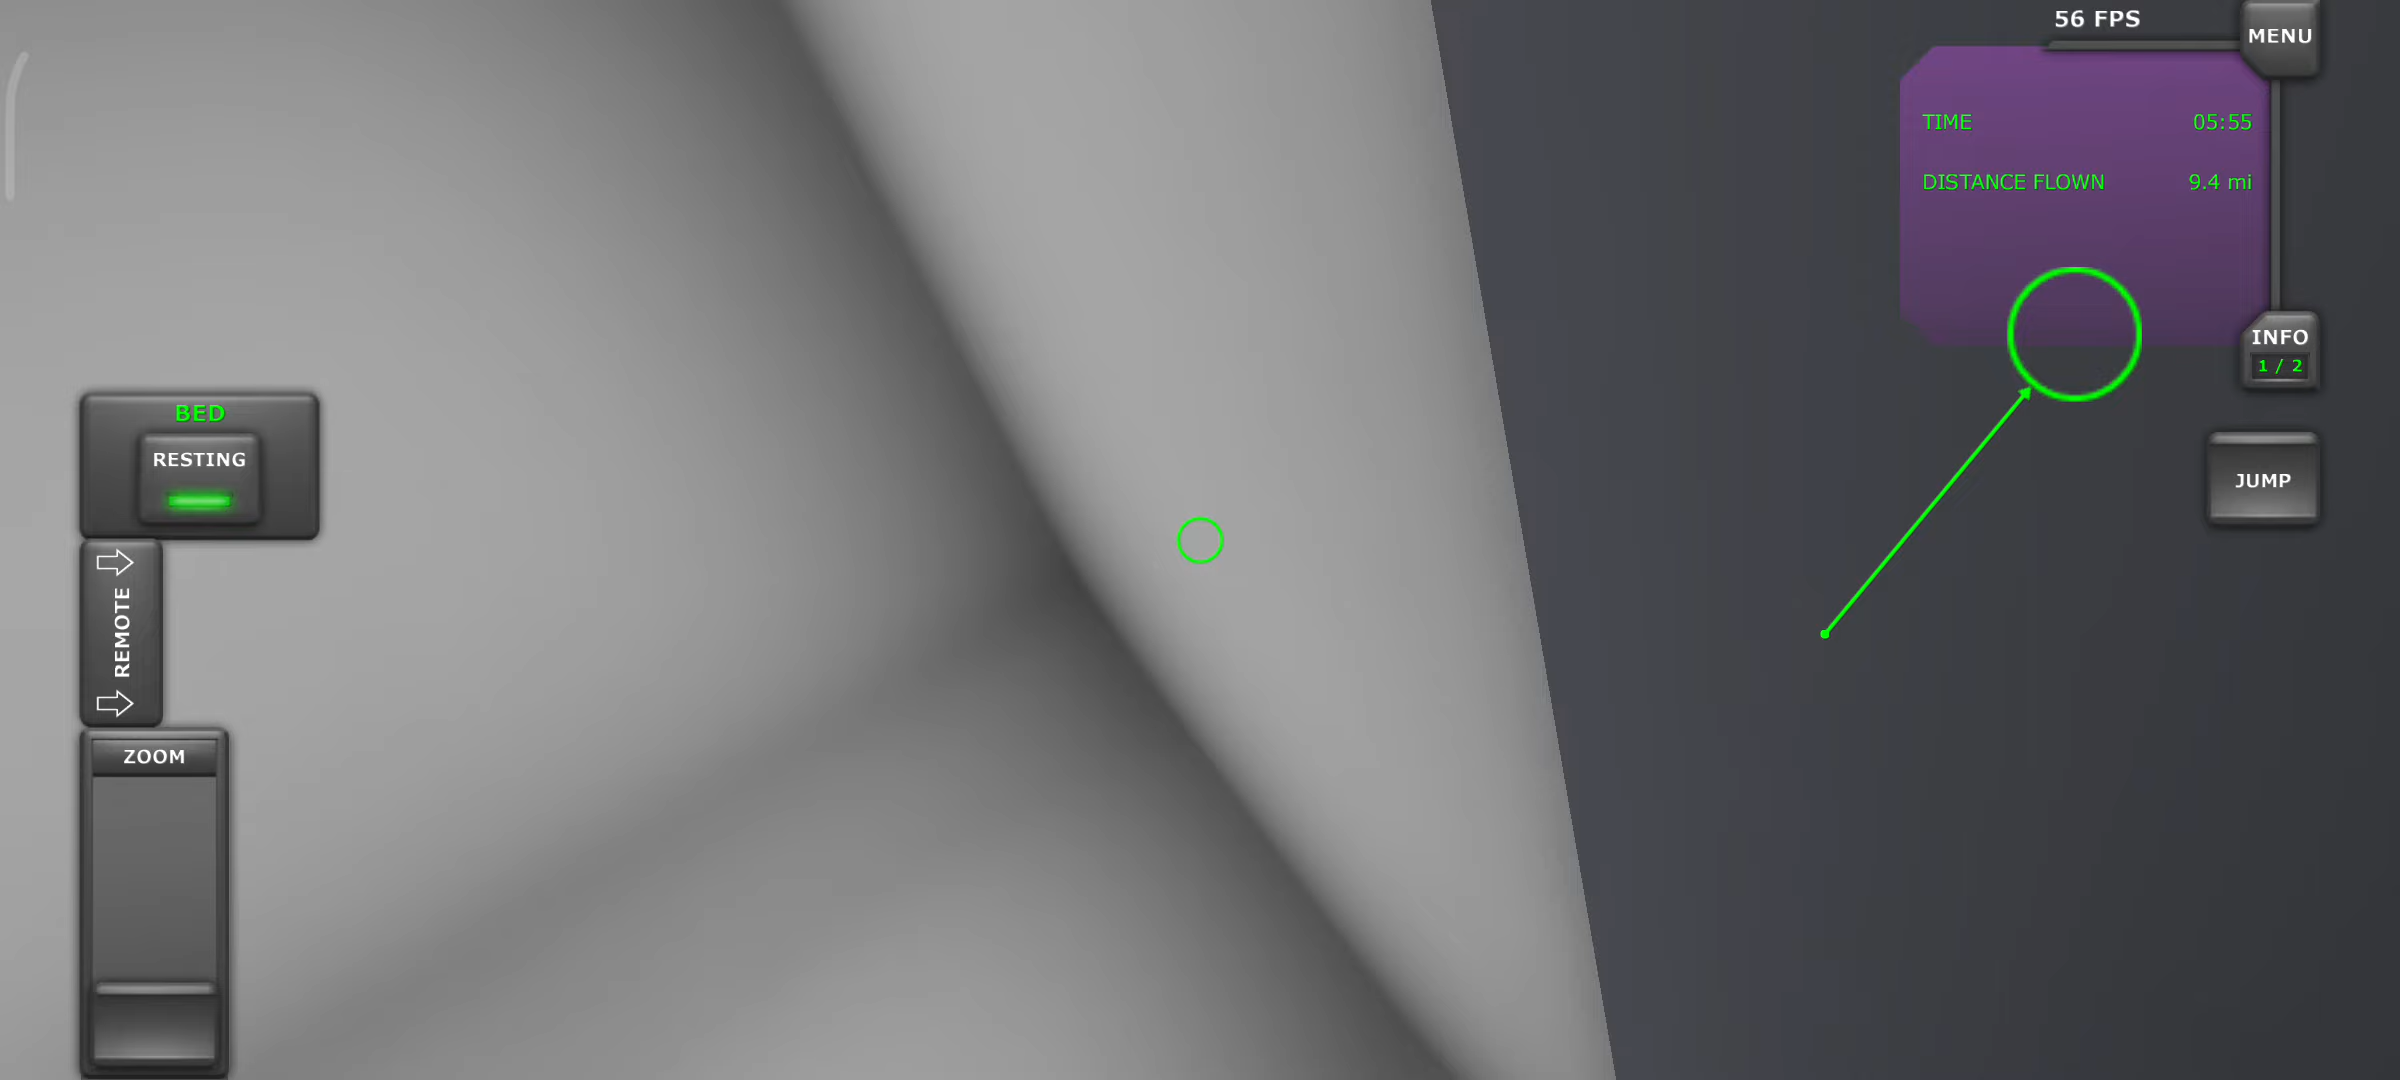 56 FPS
MENU
TIME 05:55
DISTANCE FLOWN 9.4 mi
INFO
1 / 2
BED
RESTING
JUMP
REMOTE
ZOOM